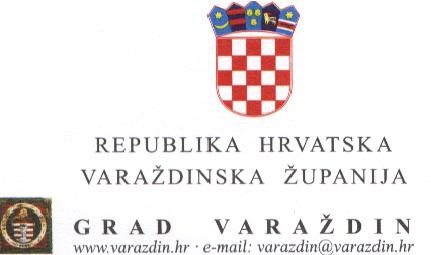 REPUBLIKA HRVATSKA
VARAŽDINSKA ŽUPANIJA
GRAD VARAŽDIN
www.varazdin.hr · e-mail: varazdin@varazdin.hr